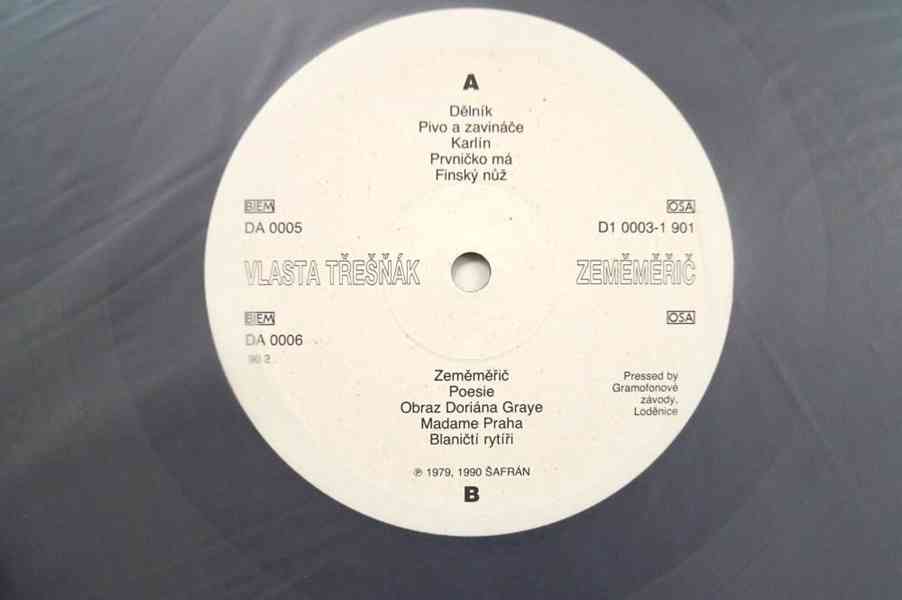 A
Dělník
Pivo a zavináče
Karlín
Prvničko má
Finský nůž
BIEM
OSA
DA 0005
D1 0003-1 901
VLASTA TŘEŠŇÁK
ZEMĚMĚŘIČ
BIEM
OSA
DA 0006
90 2
Zeměměřič
Poesie
Obraz Doriána Graye
Madame Praha
Blaničtí rytíři
Pressed by
Gramofonové
závody,
Loděnice
℗ 1979, 1990 ŠAFRÁN
B